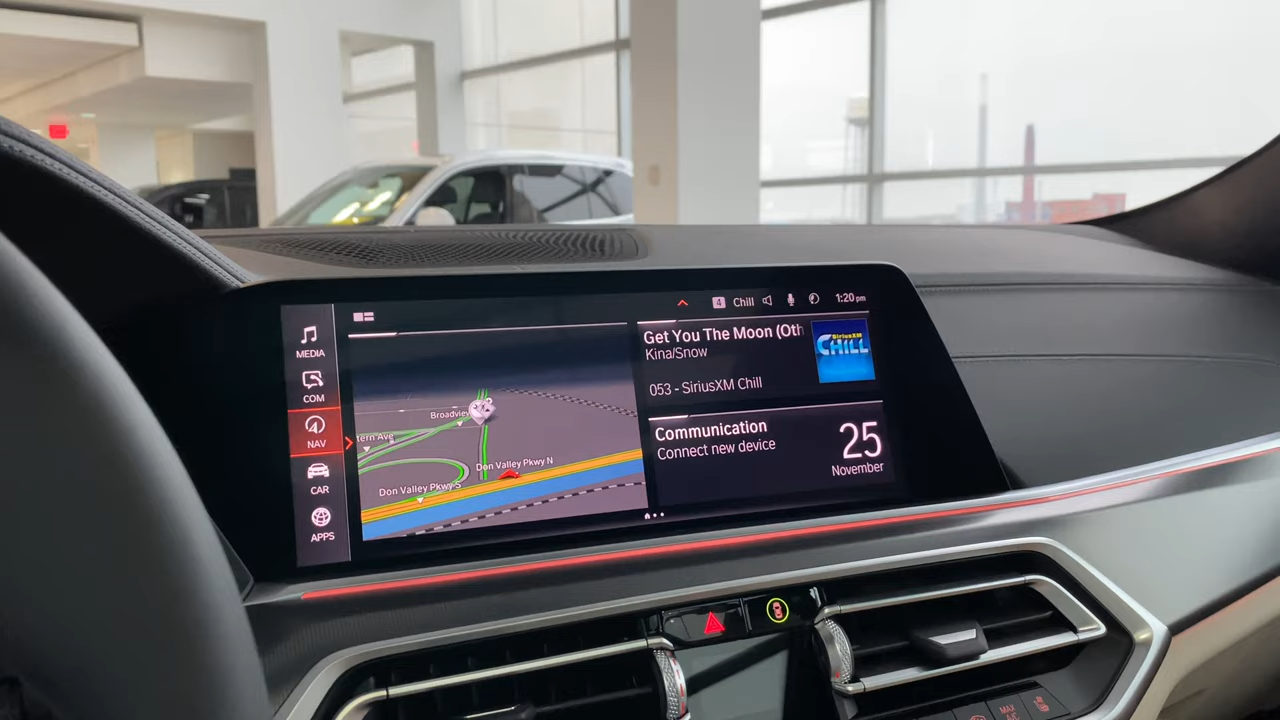 4 Chill 1:20 pm
MEDIA
COM
NAV
CAR
APPS
Broadview
tern Ave
Don Valley Pkwy N
Don Valley Pkwy S
Get You The Moon (Oth
Kina/Snow
053 - SiriusXM Chill
SiriusXM
CHILL
Communication
Connect new device
25
November
MAX
A/C